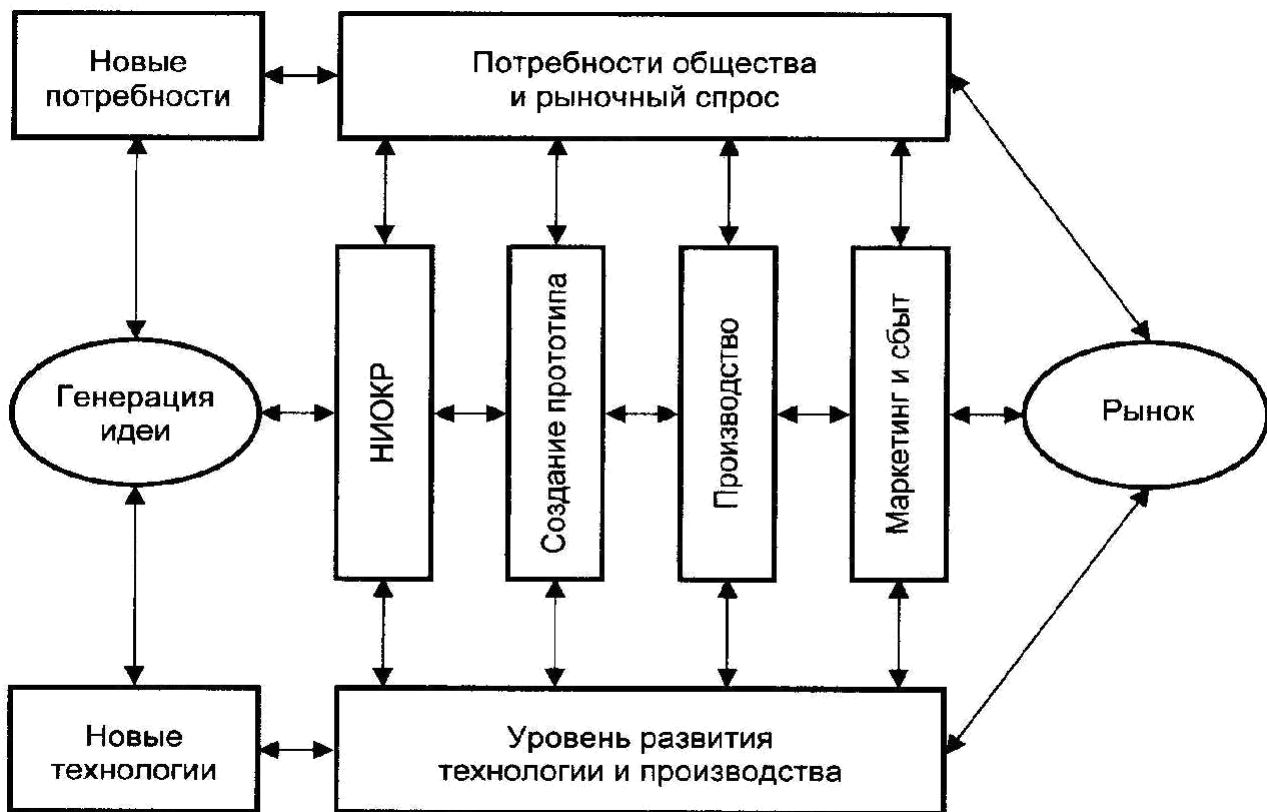 Новые
потребности
Потребности общества
и рыночный спрос
Генерация
идеи
НИОКР
Создание прототипа
Производство
Маркетинг и сбыт
Рынок
Новые
технологии
Уровень развития
технологии и производства